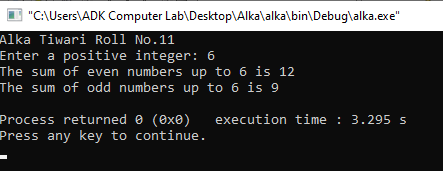 "C:\Users\ADK Computer Lab\Desktop\Alka\alka\bin\Debug\alka.exe"
Alka Tiwari Roll No.11
Enter a positive integer: 6
The sum of even numbers up to 6 is 12
The sum of odd numbers up to 6 is 9
Process returned 0 (0x0)   execution time : 3.295 s
Press any key to continue.